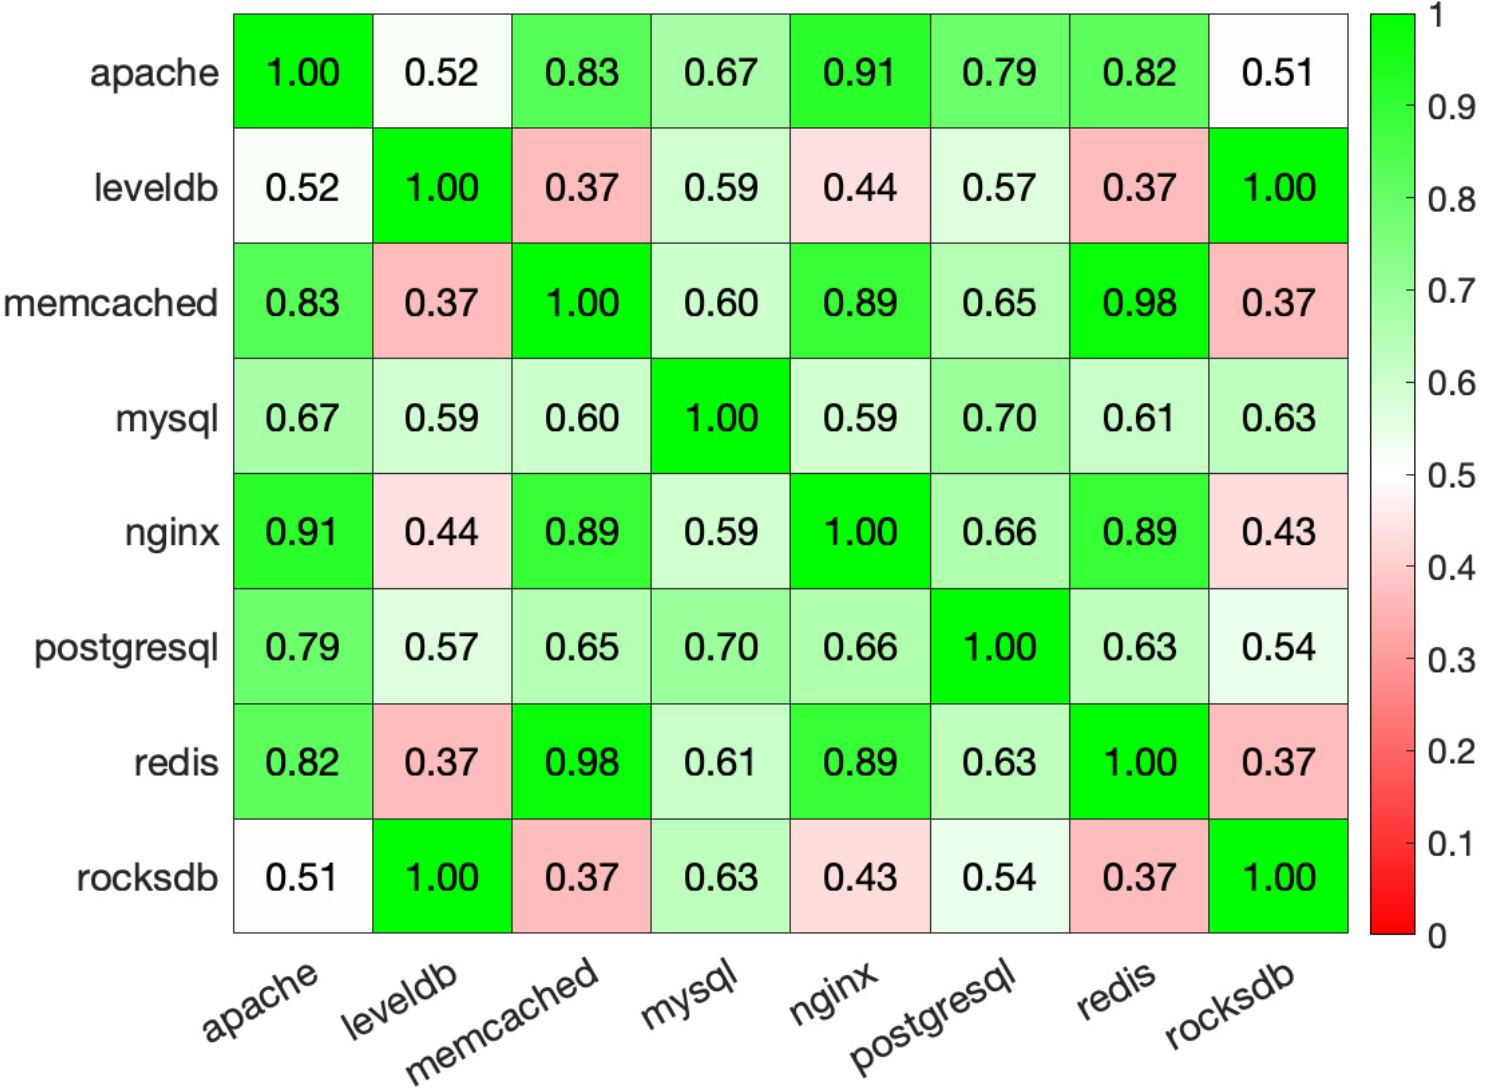 apache 1.00 0.52 0.83 0.67 0.91 0.79 0.82 0.51
leveldb 0.52 1.00 0.37 0.59 0.44 0.57 0.37 1.00
memcached 0.83 0.37 1.00 0.60 0.89 0.65 0.98 0.37
mysql 0.67 0.59 0.60 1.00 0.59 0.70 0.61 0.63
nginx 0.91 0.44 0.89 0.59 1.00 0.66 0.89 0.43
postgresql 0.79 0.57 0.65 0.70 0.66 1.00 0.63 0.54
redis 0.82 0.37 0.98 0.61 0.89 0.63 1.00 0.37
rocksdb 0.51 1.00 0.37 0.63 0.43 0.54 0.37 1.00
apache leveldb memcached mysql nginx postgresql redis rocksdb
1
0.9
0.8
0.7
0.6
0.5
0.4
0.3
0.2
0.1
0